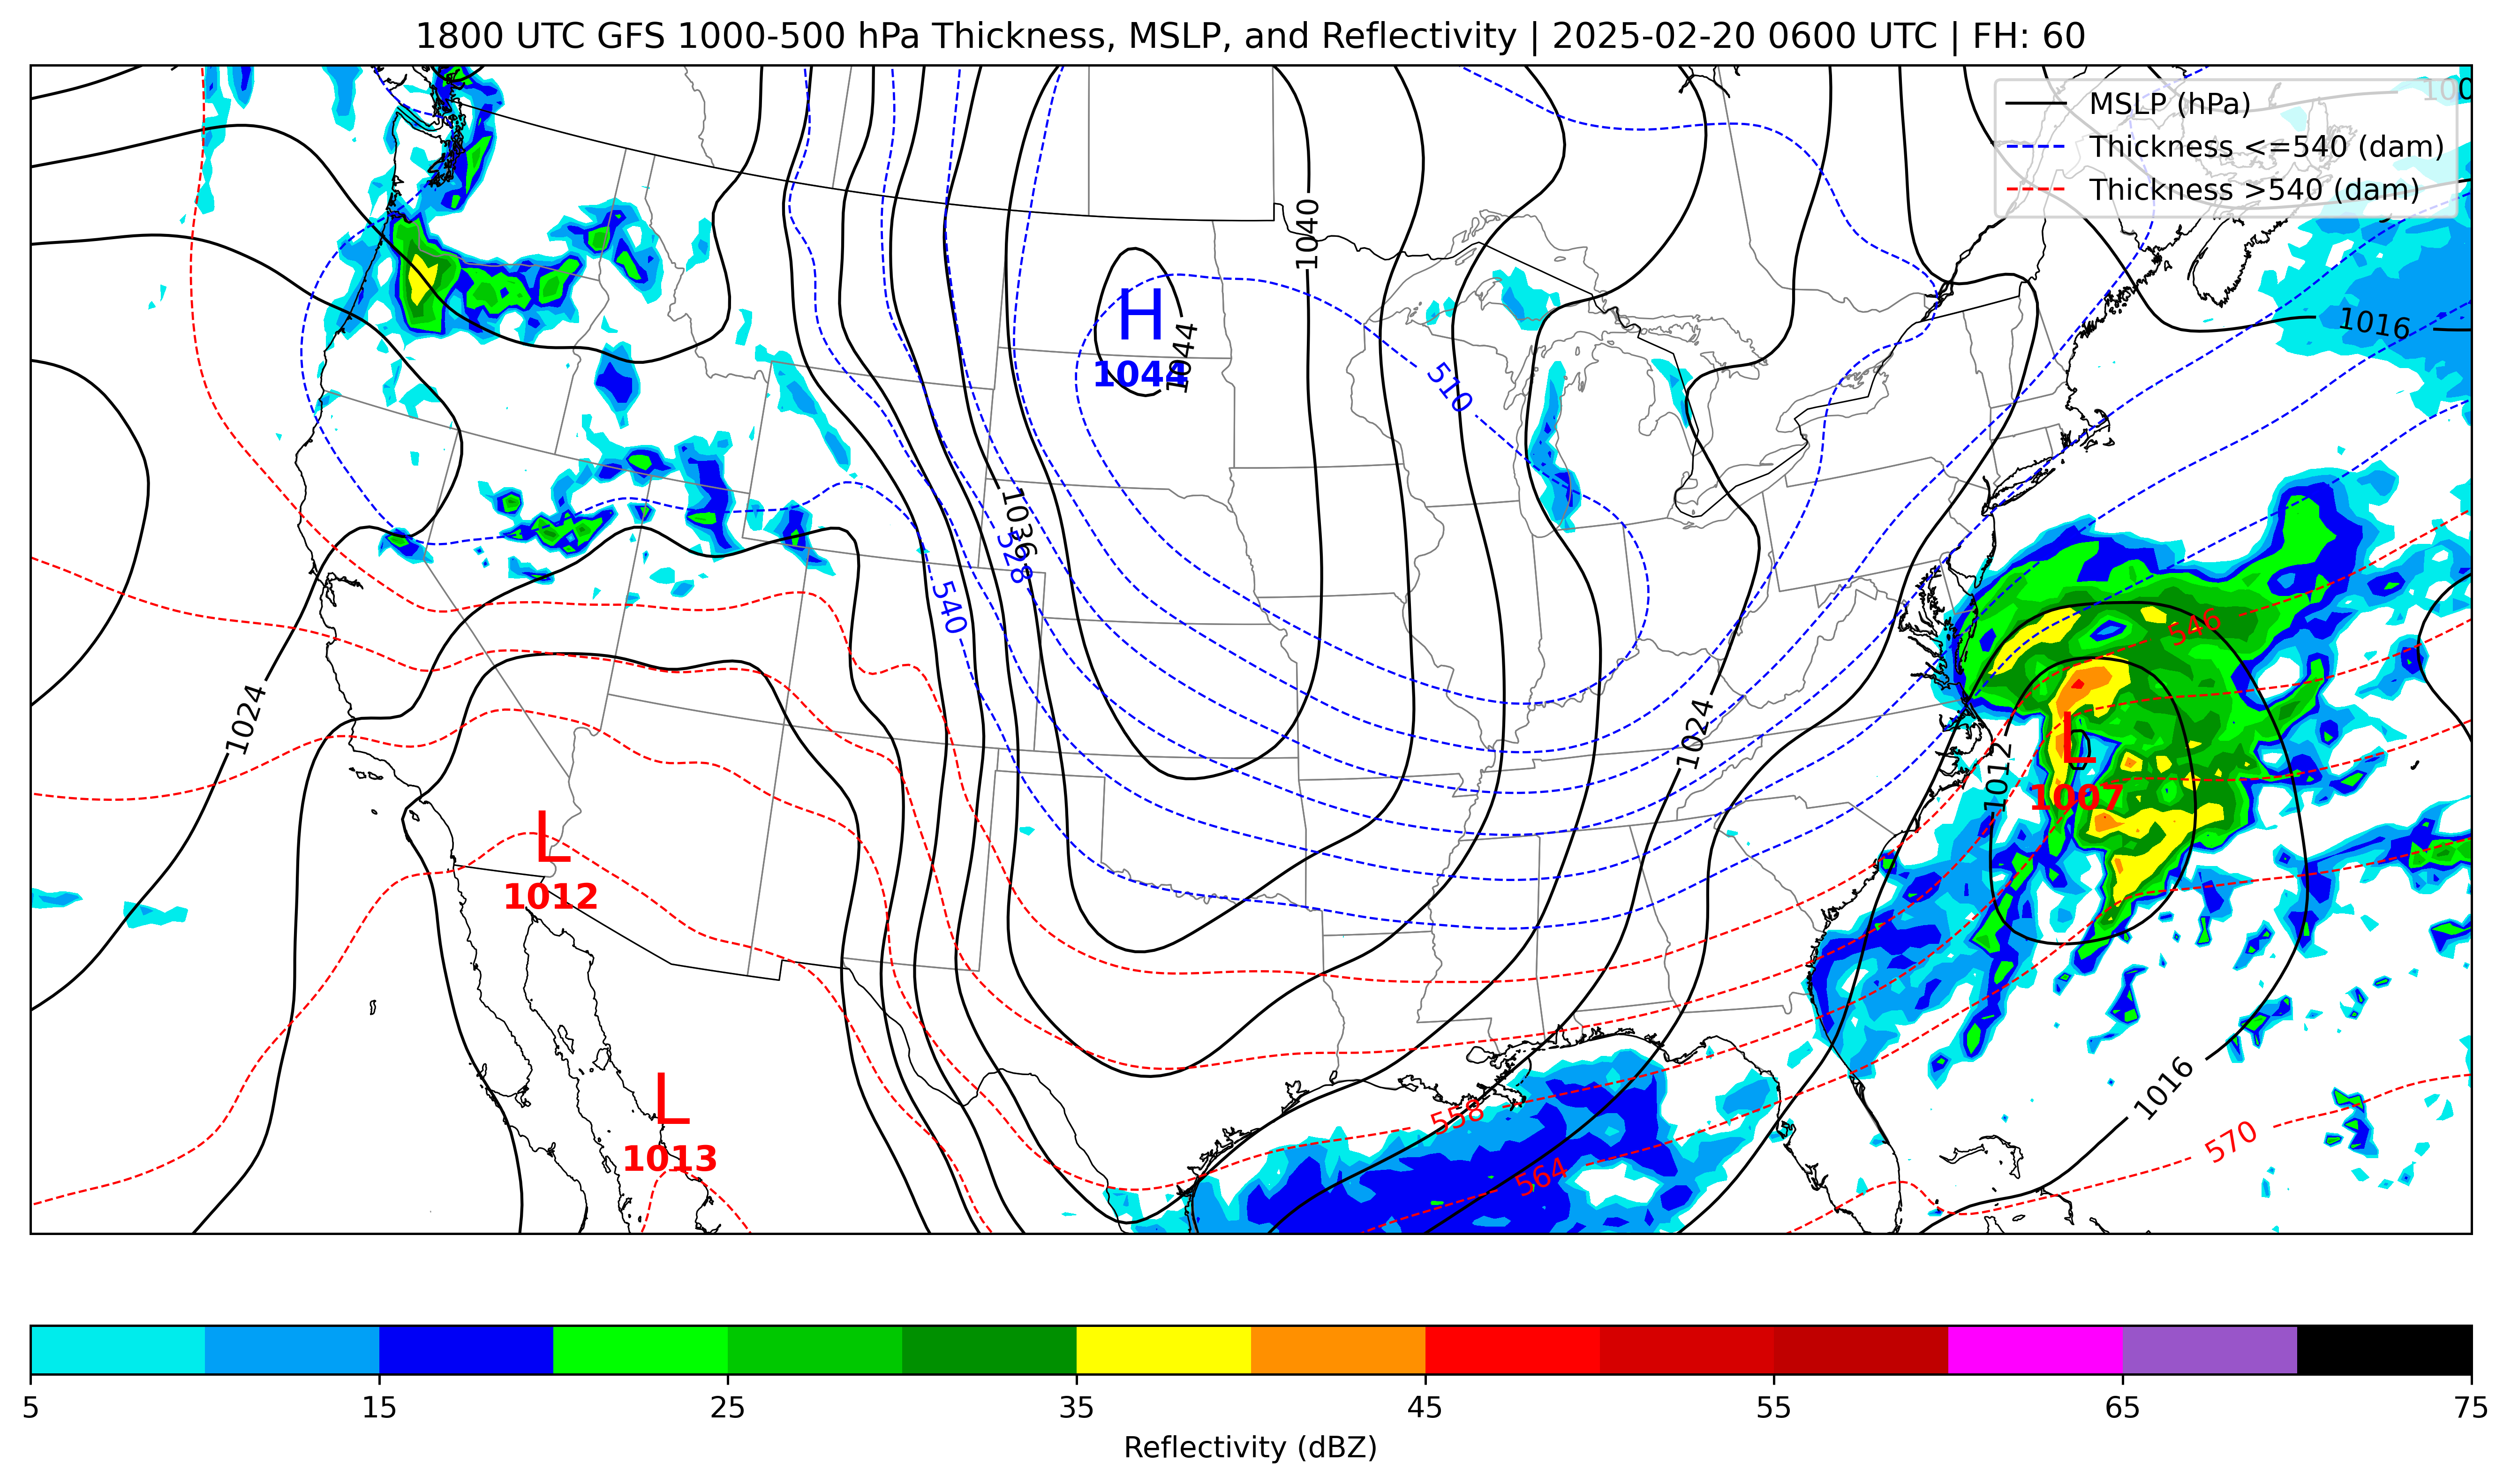 1800 UTC GFS 1000-500 hPa Thickness, MSLP, and Reflectivity | 2025-02-20 0600 UTC | FH: 60
MSLP (hPa)
Thickness <=540 (dam)
Thickness >540 (dam)
1040
H
1044
1044
1016
510
1036
528
540
546
1024
1024
L
1007
1012
L
1012
L
1013
558
564
1016
570
5 15 25 35 45 55 65 75
Reflectivity (dBZ)